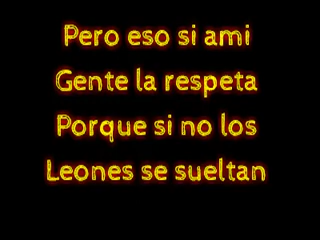 Pero eso si ami
Gente la respeta
Porque si no los
Leones se sueltan